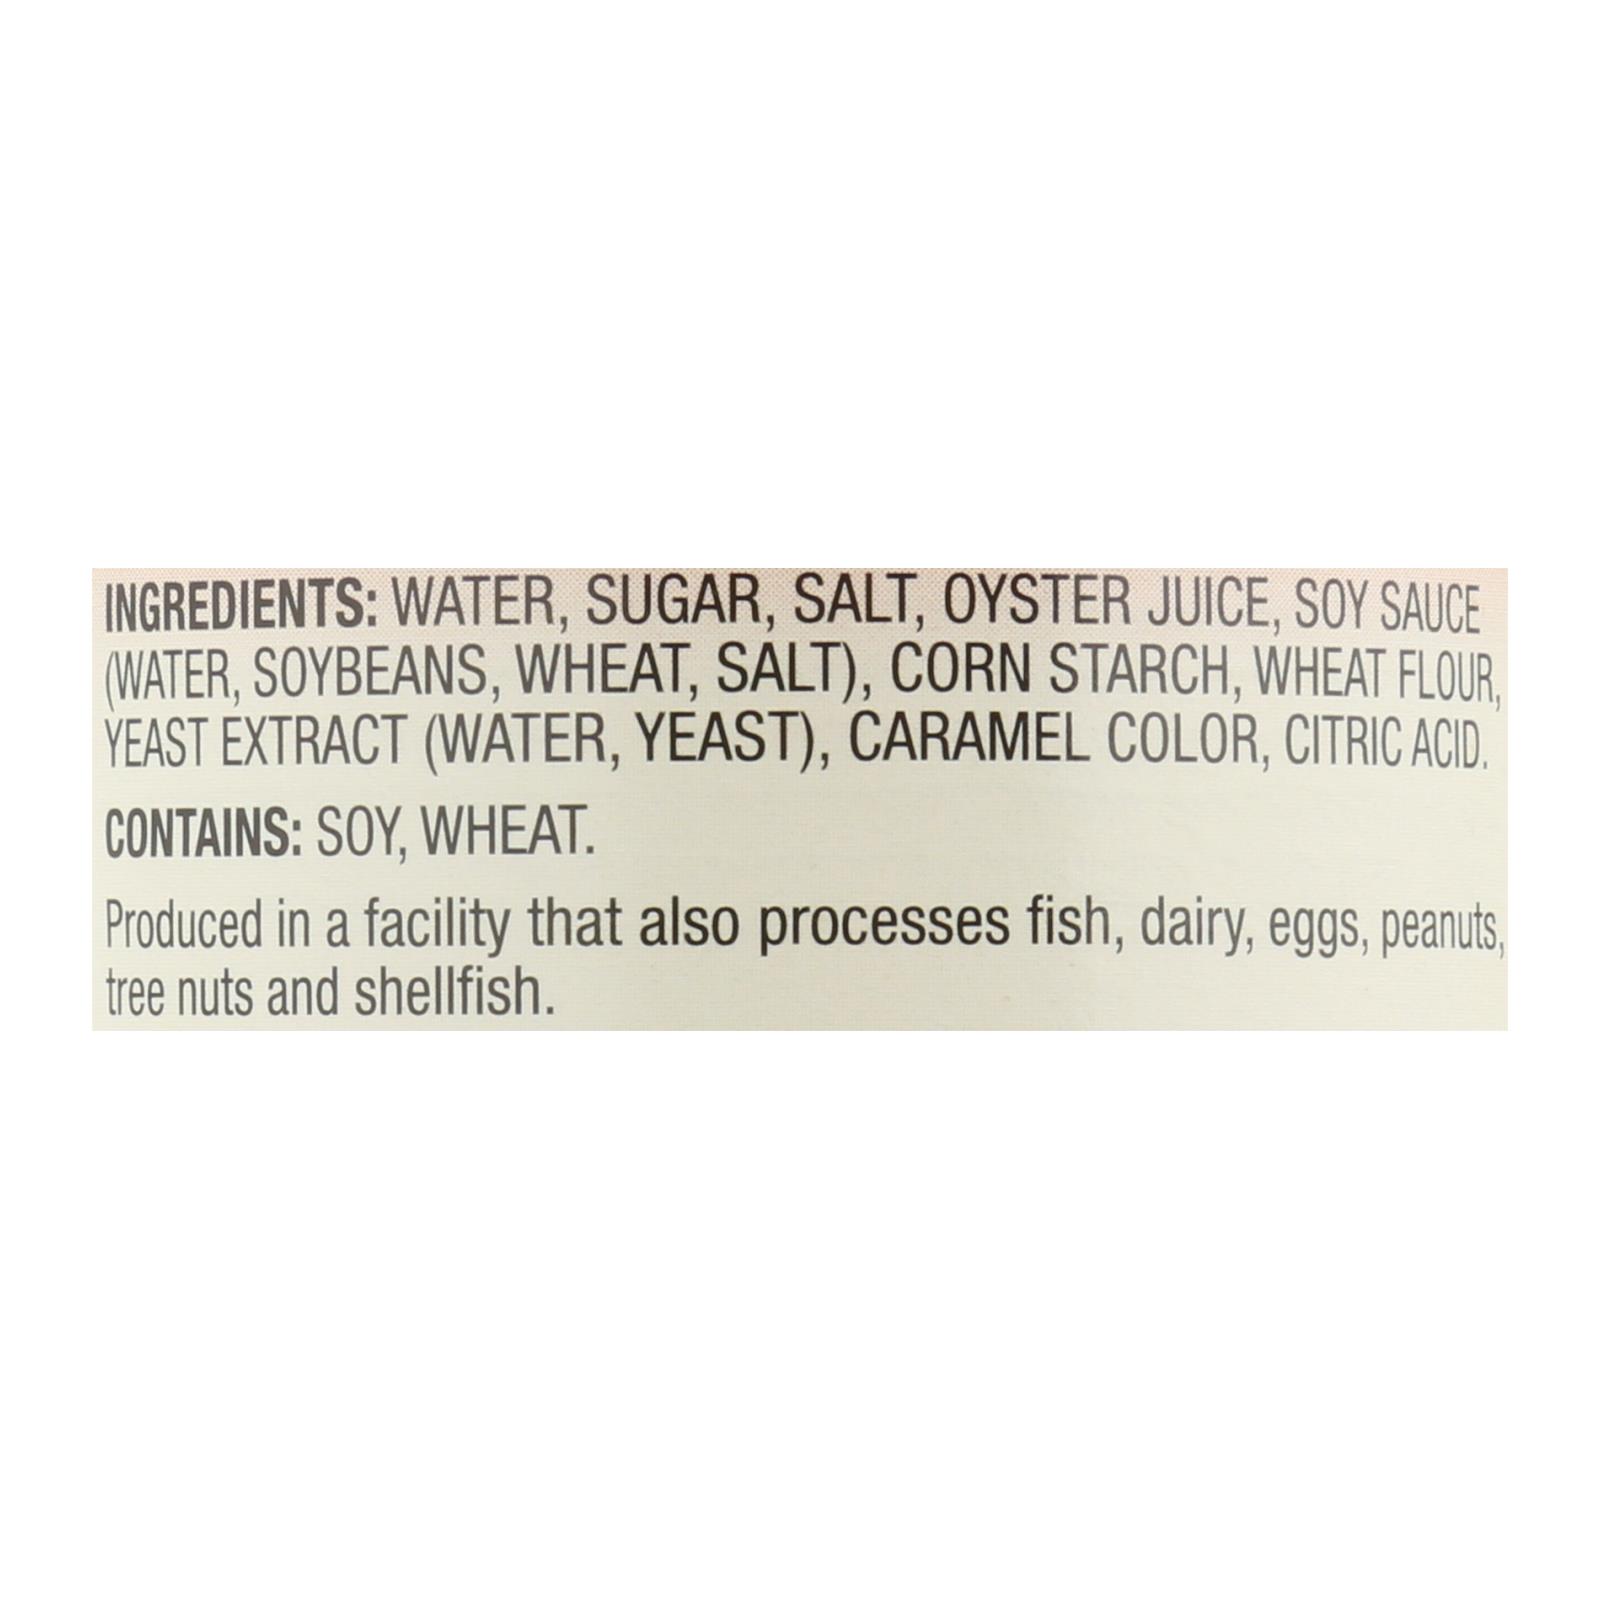 INGREDIENTS: WATER, SUGAR, SALT, OYSTER JUICE, SOY SAUCE
(WATER, SOYBEANS, WHEAT, SALT), CORN STARCH, WHEAT FLOUR,
YEAST EXTRACT (WATER, YEAST), CARAMEL COLOR, CITRIC ACID.
CONTAINS: SOY, WHEAT.
Produced in a facility that also processes fish, dairy, eggs, peanuts,
tree nuts and shellfish.